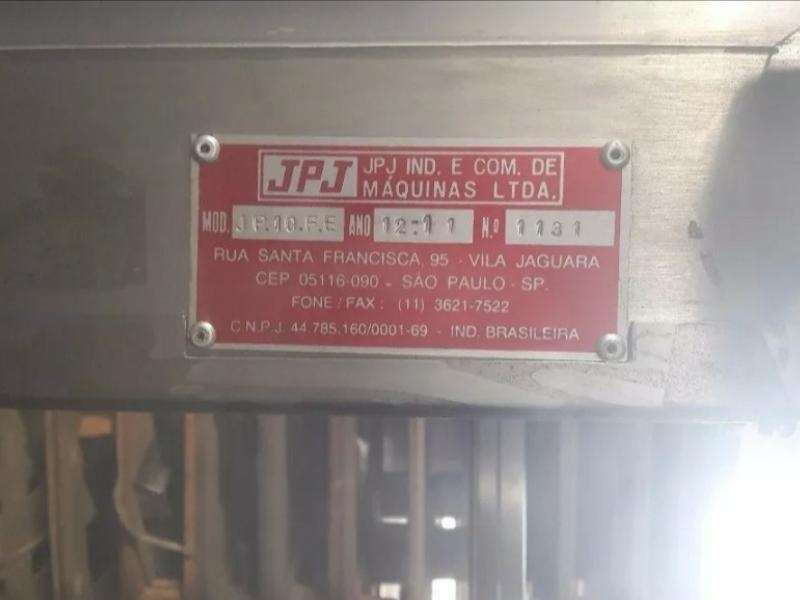 JPJ JPJ IND. E COM. DE
MÁQUINAS LTDA.
MOD. JP.10.F.E ANO 12-11 N.º 1131
RUA SANTA FRANCISCA, 95 - VILA JAGUARA
CEP 05116-090 - SÃO PAULO - SP.
FONE / FAX : (11) 3621-7522
C.N.P.J. 44.785.160/0001-69 - IND. BRASILEIRA